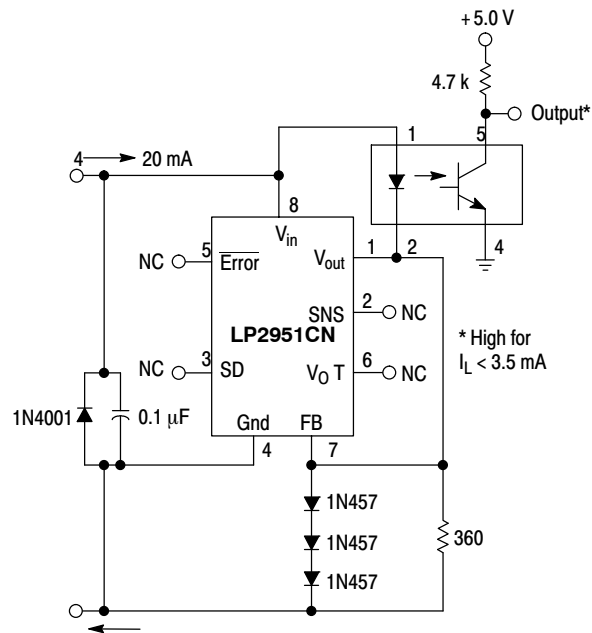 + 5.0 V
4.7 k
Output*
1
5
4
20 mA
8
Vin
4
5
NC
Error
Vout
1
2
SNS
2
NC
LP2951CN
* High for
IL < 3.5 mA
NC
3
SD
VO T
6
NC
1N4001
0.1 μF
Gnd
FB
4
7
1N457
1N457
1N457
360